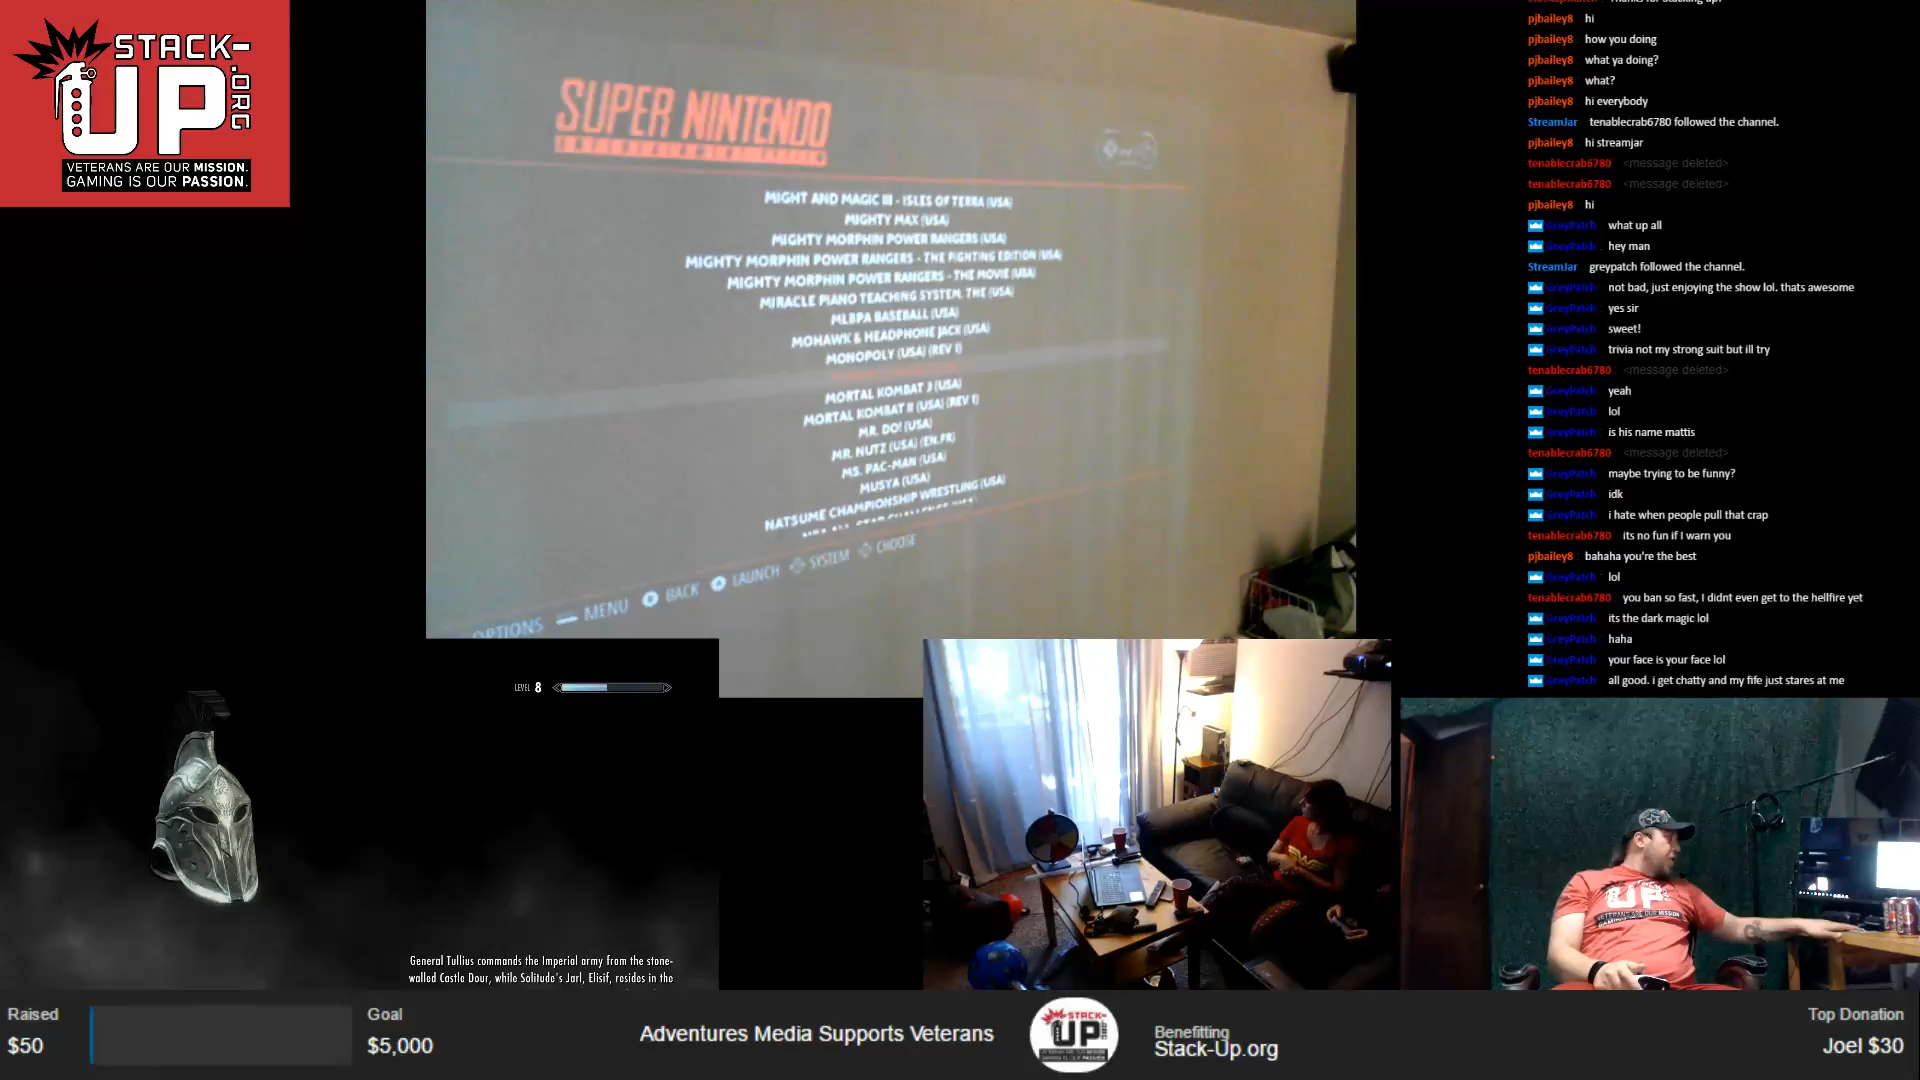 STACK-
UP
.ORG
VETERANS ARE OUR MISSION.
GAMING IS OUR PASSION.
SUPER NINTENDO
MIGHT AND MAGIC III - ISLES OF TERRA (USA)
MIGHTY MAX (USA)
MIGHTY MORPHIN POWER RANGERS (USA)
MIGHTY MORPHIN POWER RANGERS - THE FIGHTING EDITION (USA)
MIGHTY MORPHIN POWER RANGERS - THE MOVIE (USA)
MIRACLE PIANO TEACHING SYSTEM, THE (USA)
MLBPA BASEBALL (USA)
MOHAWK & HEADPHONE JACK (USA)
MONOPOLY (USA) (REV 1)
MORTAL KOMBAT 3 (USA)
MORTAL KOMBAT II (USA) (REV 1)
MR. DO! (USA)
MR. NUTZ (USA) (EN,FR)
MS. PAC-MAN (USA)
MUSYA (USA)
NATSUME CHAMPIONSHIP WRESTLING (USA)
OPTIONS MENU BACK LAUNCH SYSTEM CHOOSE
pjbailey8 hi
pjbailey8 how you doing
pjbailey8 what ya doing?
pjbailey8 what?
pjbailey8 hi everybody
StreamJar tenablecrab6780 followed the channel.
pjbailey8 hi streamjar
tenablecrab6780 <message deleted>
tenablecrab6780 <message deleted>
pjbailey8 hi
GreyPatch what up all
GreyPatch hey man
StreamJar greypatch followed the channel.
GreyPatch not bad, just enjoying the show lol. thats awesome
GreyPatch yes sir
GreyPatch sweet!
GreyPatch trivia not my strong suit but ill try
tenablecrab6780 <message deleted>
GreyPatch yeah
GreyPatch lol
GreyPatch is his name mattis
tenablecrab6780 <message deleted>
GreyPatch maybe trying to be funny?
GreyPatch idk
GreyPatch i hate when people pull that crap
tenablecrab6780 its no fun if I warn you
pjbailey8 bahaha you're the best
GreyPatch lol
tenablecrab6780 you ban so fast, I didnt even get to the hellfire yet
GreyPatch its the dark magic lol
GreyPatch haha
GreyPatch your face is your face lol
GreyPatch all good. i get chatty and my fife just stares at me
LEVEL 8
General Tullius commands the Imperial army from the stone-
walled Castle Dour, while Solitude's Jarl, Elisif, resides in the
UP
VETERANS ARE OUR MISSION
Raised
$50
Goal
$5,000
Adventures Media Supports Veterans
STACK-
UP
Benefitting
Stack-Up.org
Top Donation
Joel $30